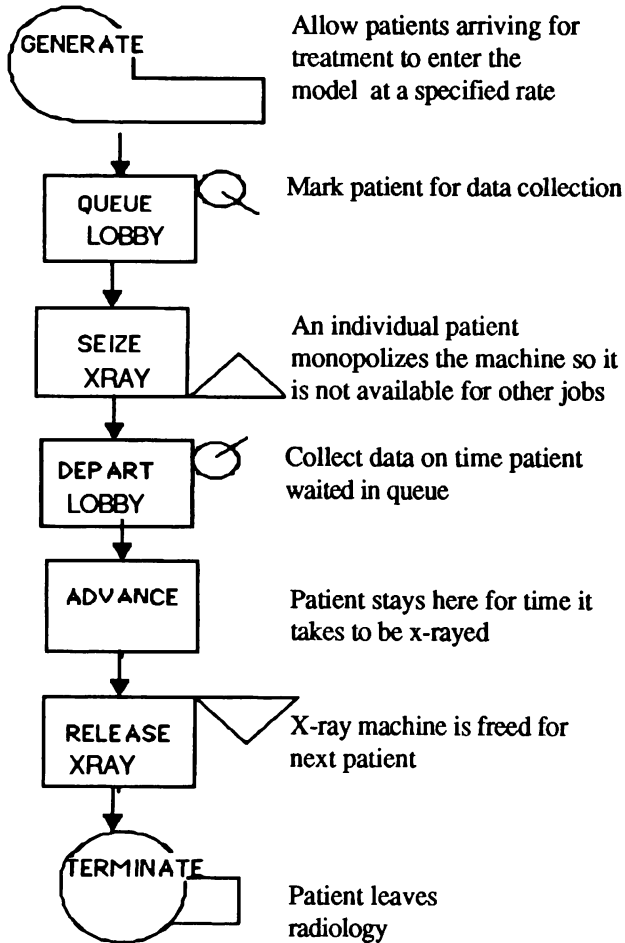 GENERATE
Allow patients arriving for
treatment to enter the
model at a specified rate
QUEUE
LOBBY
Mark patient for data collection
SEIZE
XRAY
An individual patient
monopolizes the machine so it
is not available for other jobs
DEPART
LOBBY
Collect data on time patient
waited in queue
ADVANCE
Patient stays here for time it
takes to be x-rayed
RELEASE
XRAY
X-ray machine is freed for
next patient
TERMINATE
Patient leaves
radiology